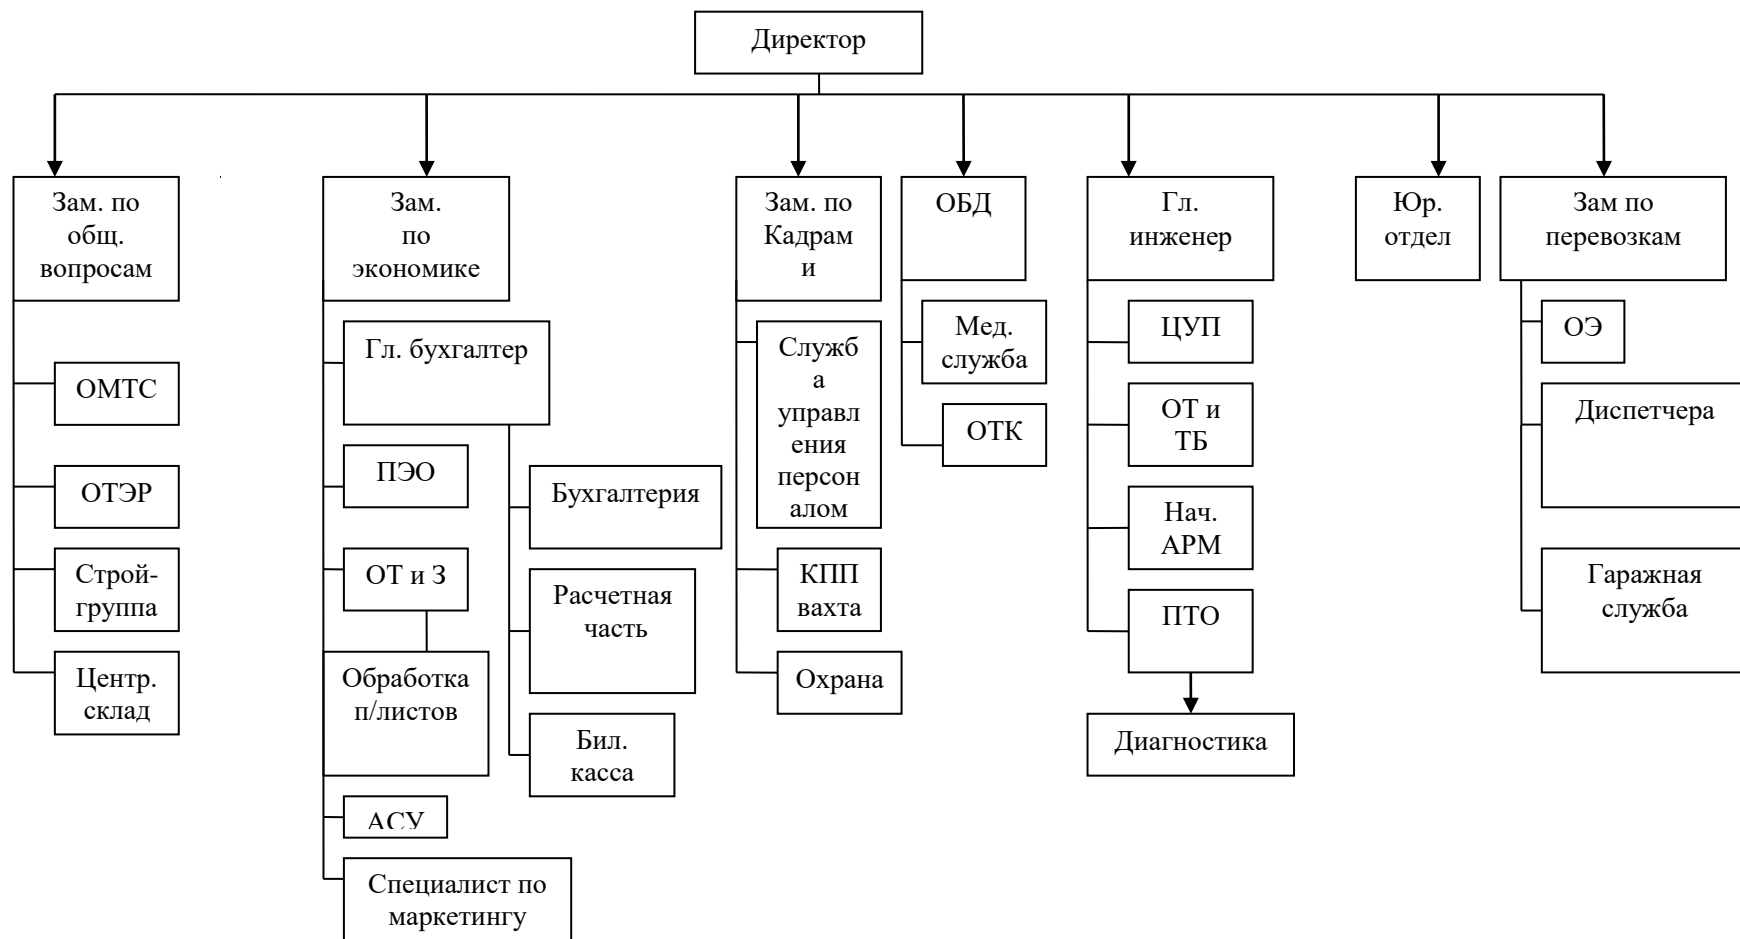 Директор
Зам. по
общ.
вопросам
ОМТС
ОТЭР
Строй-
группа
Центр.
склад
Зам.
по
экономике
Гл. бухгалтер
ПЭО
ОТ и З
Обработка
п/листов
АСУ
Специалист по
маркетингу
Бухгалтерия
Расчетная
часть
Бил.
касса
Зам. по
Кадрам
и
Служб
а
управл
ения
персон
алом
КПП
вахта
Охрана
ОБД
Мед.
служба
ОТК
Гл.
инженер
ЦУП
ОТ и
ТБ
Нач.
АРМ
ПТО
Диагностика
Юр.
отдел
Зам по
перевозкам
ОЭ
Диспетчера
Гаражная
служба